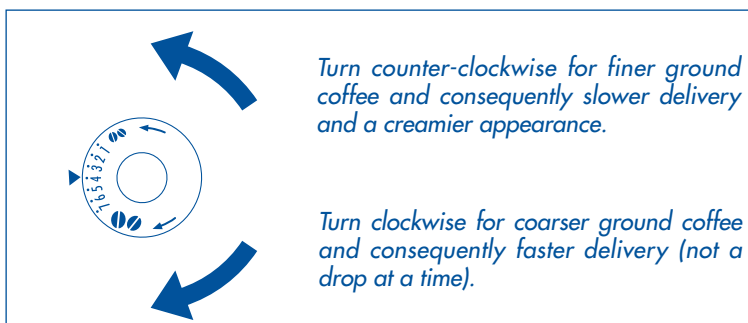 Turn counter-clockwise for finer ground
coffee and consequently slower delivery
and a creamier appearance.
7 6 5 4 3 2 1
Turn clockwise for coarser ground coffee
and consequently faster delivery (not a
drop at a time).